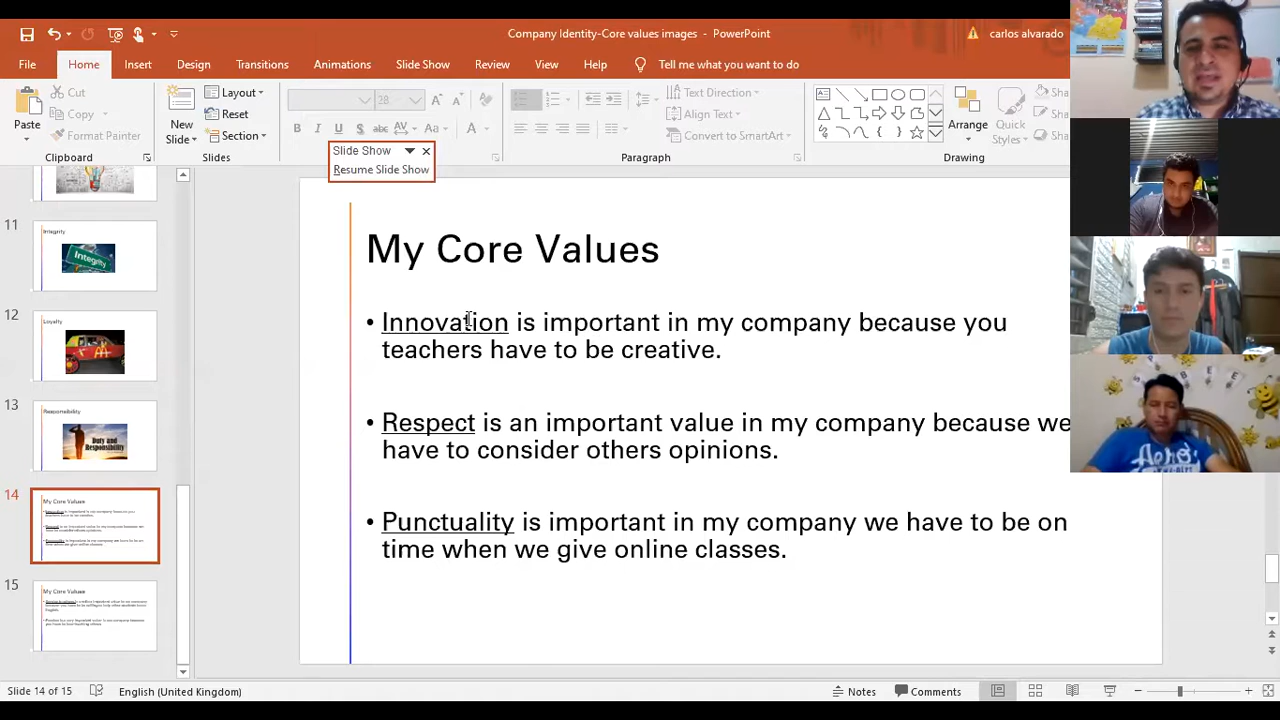 Company Identity-Core values images - PowerPoint
carlos alvarado
File Home Insert Design Transitions Animations Slide Show Review View Help Tell me what you want to do
Paste
Cut
Copy
Format Painter
Clipboard
New Slide
Layout
Reset
Section
Slides
28
Text Direction
Align Text
Convert to SmartArt
Paragraph
Arrange
Quick Styles
Drawing
Slide Show
Resume Slide Show
11
Integrity
Integrity
12
Loyalty
13
Responsibility
Duty and
Responsibility
14
My Core Values
15
My Core Values
My Core Values
• Innovation is important in my company because you
teachers have to be creative.
• Respect is an important value in my company because we
have to consider others opinions.
• Punctuality is important in my company we have to be on
time when we give online classes.
Slide 14 of 15
English (United Kingdom)
Notes
Comments